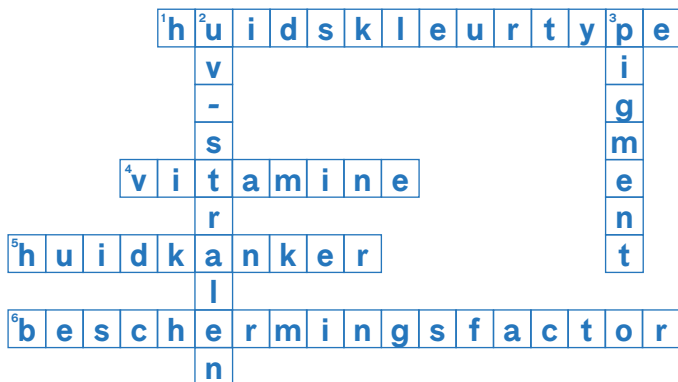 1 huidskleurtype
2 uv-stralen
3 pigment
4 vitamine
5 huidkanker
6 beschermingsfactor